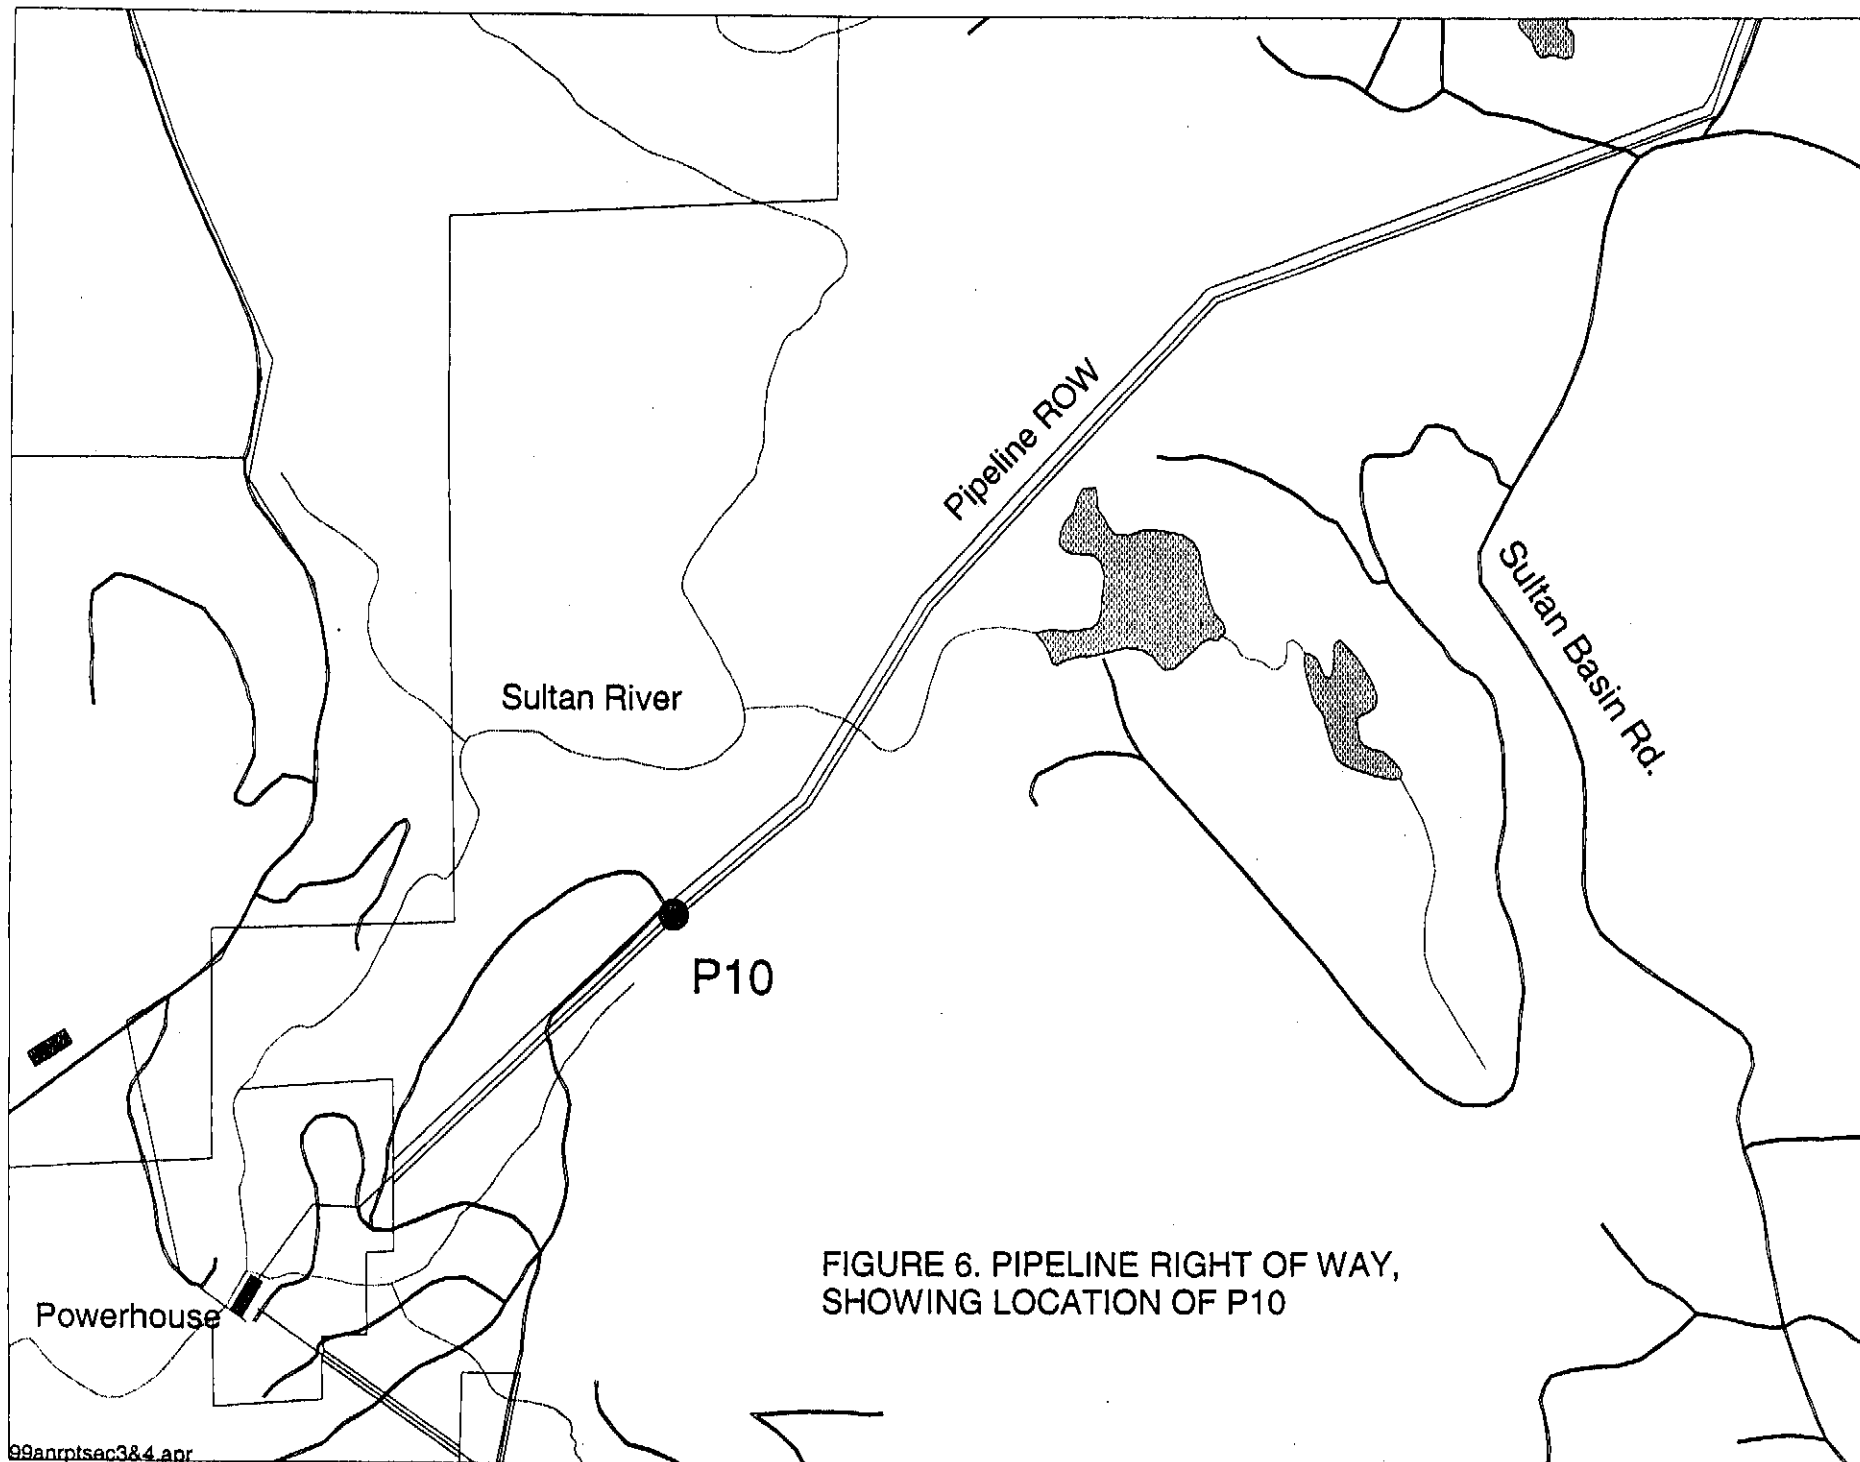 Pipeline ROW
Sultan Basin Rd.
Sultan River
P10
FIGURE 6. PIPELINE RIGHT OF WAY,
SHOWING LOCATION OF P10
Powerhouse
99anrptsec3&4.apr